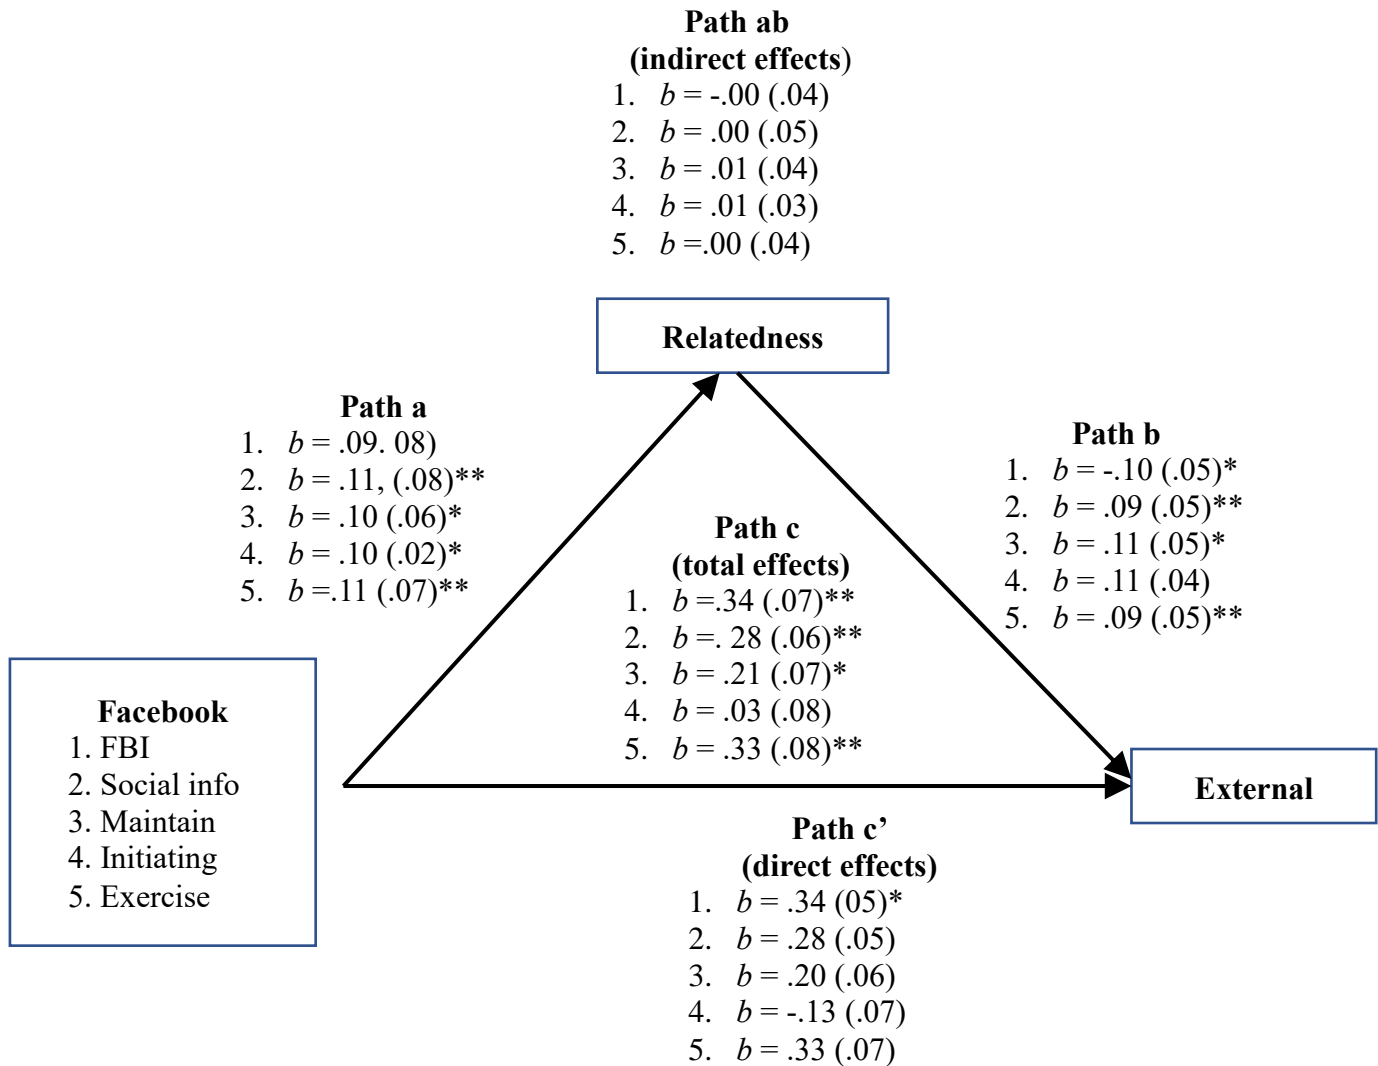 Path ab
(indirect effects)
1. b = -.00 (.04)
2. b = .00 (.05)
3. b = .01 (.04)
4. b = .01 (.03)
5. b =.00 (.04)
Relatedness
Path a
1. b = .09. 08)
2. b = .11, (.08)**
3. b = .10 (.06)*
4. b = .10 (.02)*
5. b =.11 (.07)**
Path b
1. b = -.10 (.05)*
2. b = .09 (.05)**
3. b = .11 (.05)*
4. b = .11 (.04)
5. b = .09 (.05)**
Path c
(total effects)
1. b =.34 (.07)**
2. b =. 28 (.06)**
3. b = .21 (.07)*
4. b = .03 (.08)
5. b = .33 (.08)**
Facebook
1. FBI
2. Social info
3. Maintain
4. Initiating
5. Exercise
External
Path c’
(direct effects)
1. b = .34 (05)*
2. b = .28 (.05)
3. b = .20 (.06)
4. b = -.13 (.07)
5. b = .33 (.07)